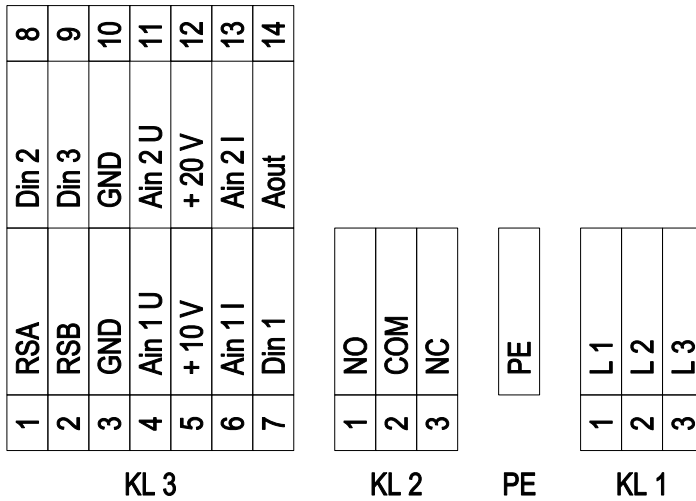 8 9 10 11 12 13 14
Din 2
Din 3
GND
Ain 2 U
+ 20 V
Ain 2 I
Aout
RSA
RSB
GND
Ain 1 U
+ 10 V
Ain 1 I
Din 1
1 2 3 4 5 6 7
KL 3
NO
COM
NC
1 2 3
KL 2
PE
PE
L 1
L 2
L 3
1 2 3
KL 1